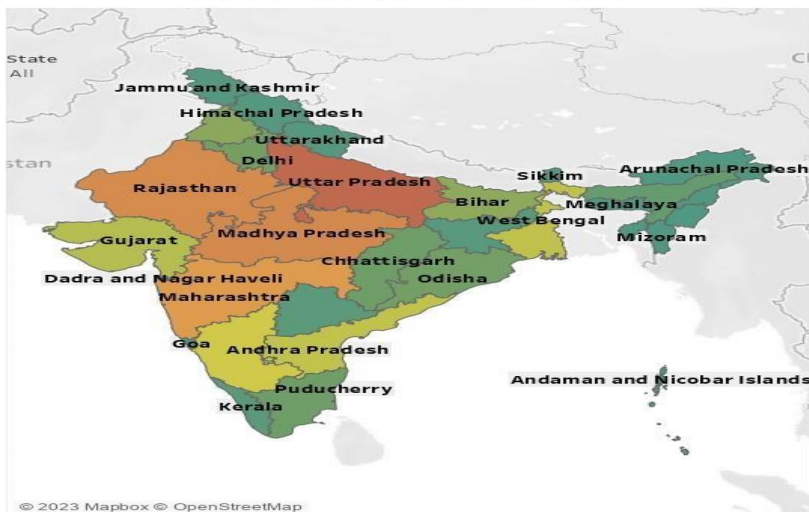 State
All
Jammu and Kashmir
Himachal Pradesh
Uttarakhand
Delhi
Rajasthan
Uttar Pradesh
Sikkim
Arunachal Pradesh
Bihar
Meghalaya
West Bengal
Gujarat
Madhya Pradesh
Mizoram
Chhattisgarh
Dadra and Nagar Haveli
Odisha
Maharashtra
Goa
Andhra Pradesh
Puducherry
Andaman and Nicobar Islands
Kerala
© 2023 Mapbox © OpenStreetMap